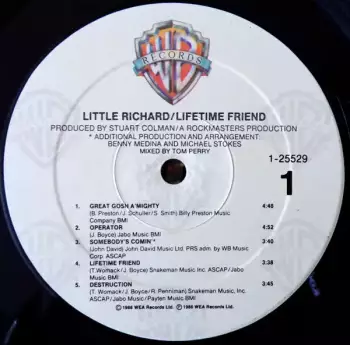 WB
RECORDS
®
LITTLE RICHARD/LIFETIME FRIEND
PRODUCED BY STUART COLMAN/A ROCKMASTERS PRODUCTION
* ADDITIONAL PRODUCTION AND ARRANGEMENT:
BENNY MEDINA AND MICHAEL STOKES
MIXED BY TOM PERRY
1-25529
1
1. GREAT GOSN A'MIGHTY 4:48
(B. Preston/J. Schuller/S. Smith) Billy Preston Music
Company BMI
2. OPERATOR 4:52
(J. Boyce) Jabo Music BMI
3. SOMEBODY'S COMIN'* 3:40
(John David) John David Music Ltd. PRS adm. by WB Music
Corp. ASCAP
4. LIFETIME FRIEND 3:38
(T.Womack/J. Boyce) Snakeman Music Inc. ASCAP/Jabo Music
BMI
5. DESTRUCTION 3:45
(T. Womack/J. Boyce/R. Penniman) Snakeman Music Inc.
ASCAP/Jabo Music/Payten Music BMI
℗ 1986 WEA Records Ltd. © 1986 WEA Records Ltd.